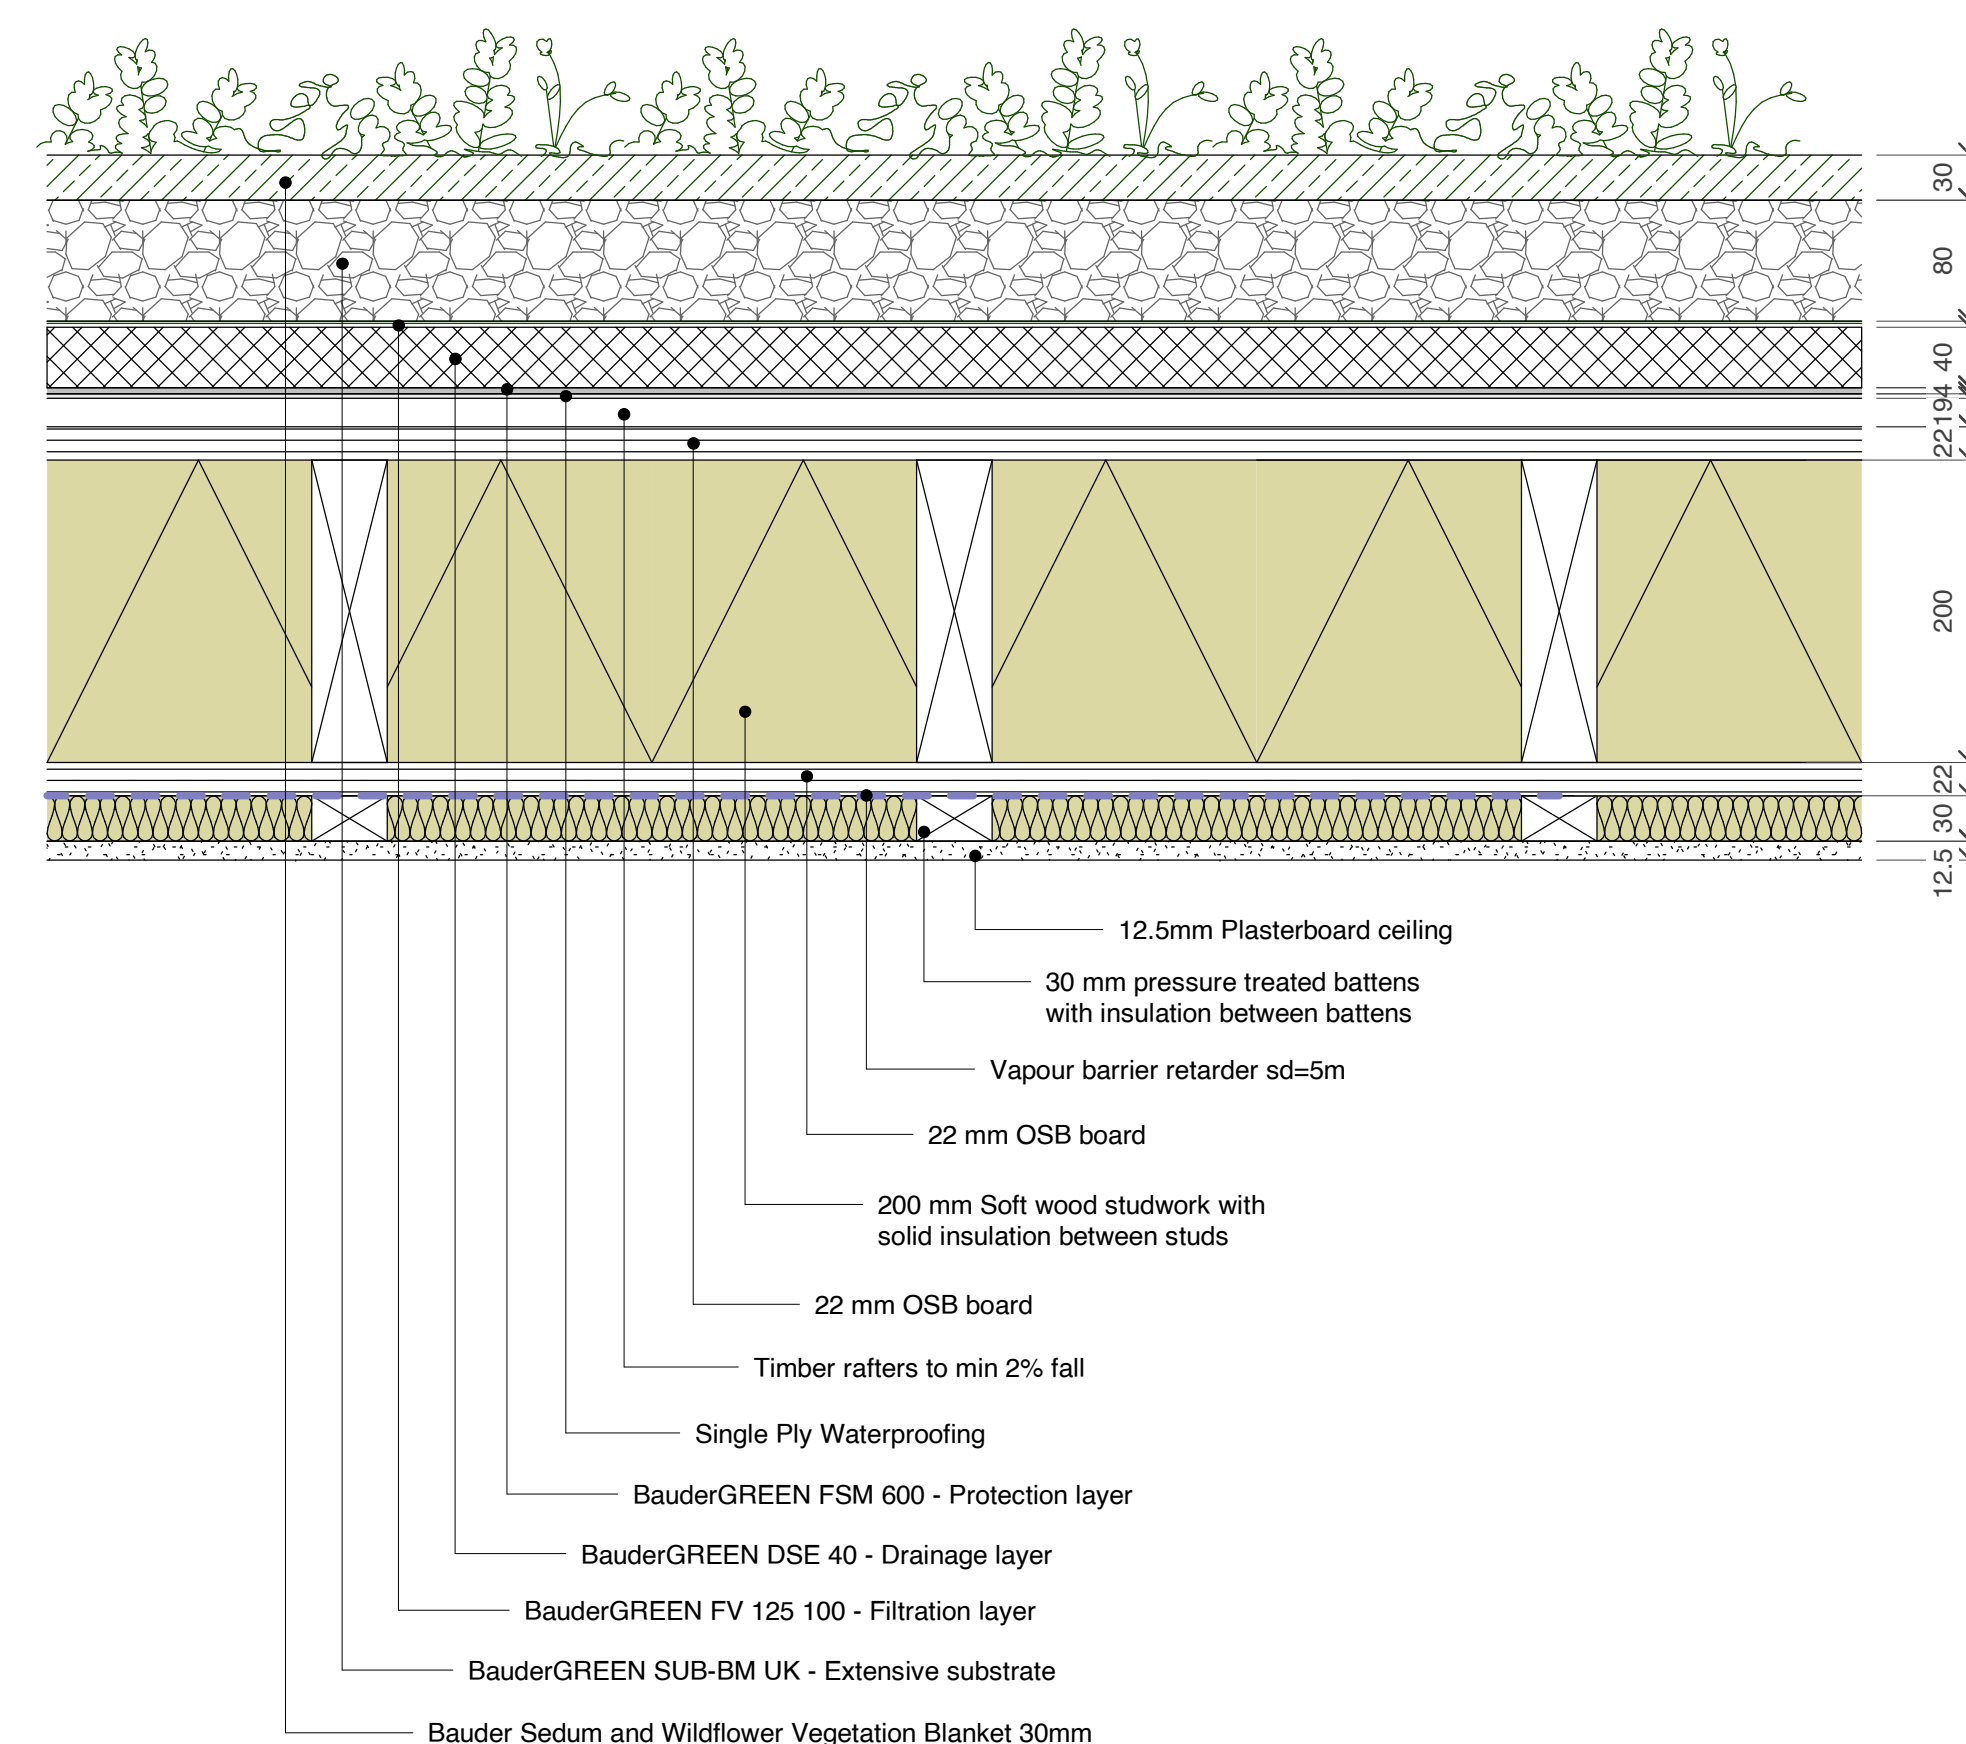 30
80
40
194
22
200
22
30
12.5
12.5mm Plasterboard ceiling
30 mm pressure treated battens
with insulation between battens
Vapour barrier retarder sd=5m
22 mm OSB board
200 mm Soft wood studwork with
solid insulation between studs
22 mm OSB board
Timber rafters to min 2% fall
Single Ply Waterproofing
BauderGREEN FSM 600 - Protection layer
BauderGREEN DSE 40 - Drainage layer
BauderGREEN FV 125 100 - Filtration layer
BauderGREEN SUB-BM UK - Extensive substrate
Bauder Sedum and Wildflower Vegetation Blanket 30mm